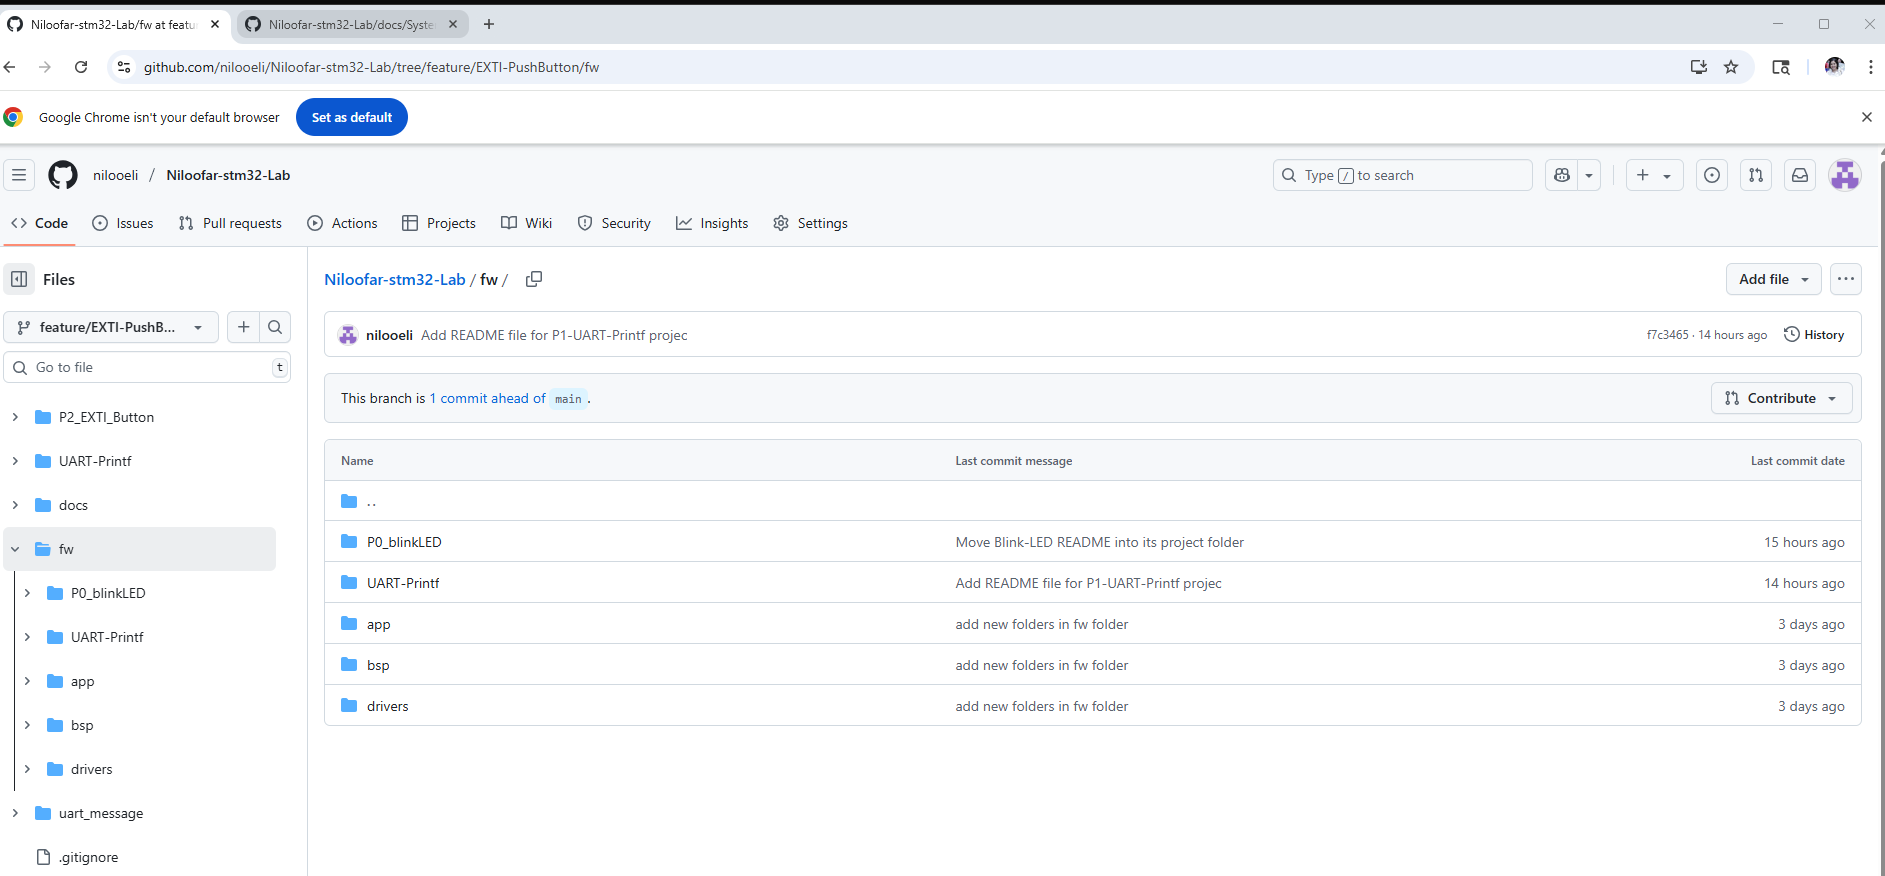 Niloofar-stm32-Lab/fw at featu
Niloofar-stm32-Lab/docs/Syste
github.com/nilooeli/Niloofar-stm32-Lab/tree/feature/EXTI-PushButton/fw
Google Chrome isn't your default browser
Set as default
nilooeli / Niloofar-stm32-Lab
Type / to search
Code
Issues
Pull requests
Actions
Projects
Wiki
Security
Insights
Settings
Files
feature/EXTI-PushB...
Go to file
t
P2_EXTI_Button
UART-Printf
docs
fw
P0_blinkLED
UART-Printf
app
bsp
drivers
uart_message
.gitignore
Niloofar-stm32-Lab / fw /
Add file
nilooeli Add README file for P1-UART-Printf projec
f7c3465 · 14 hours ago
History
This branch is 1 commit ahead of main .
Contribute
Name Last commit message Last commit date
..
P0_blinkLED Move Blink-LED README into its project folder 15 hours ago
UART-Printf Add README file for P1-UART-Printf projec 14 hours ago
app add new folders in fw folder 3 days ago
bsp add new folders in fw folder 3 days ago
drivers add new folders in fw folder 3 days ago